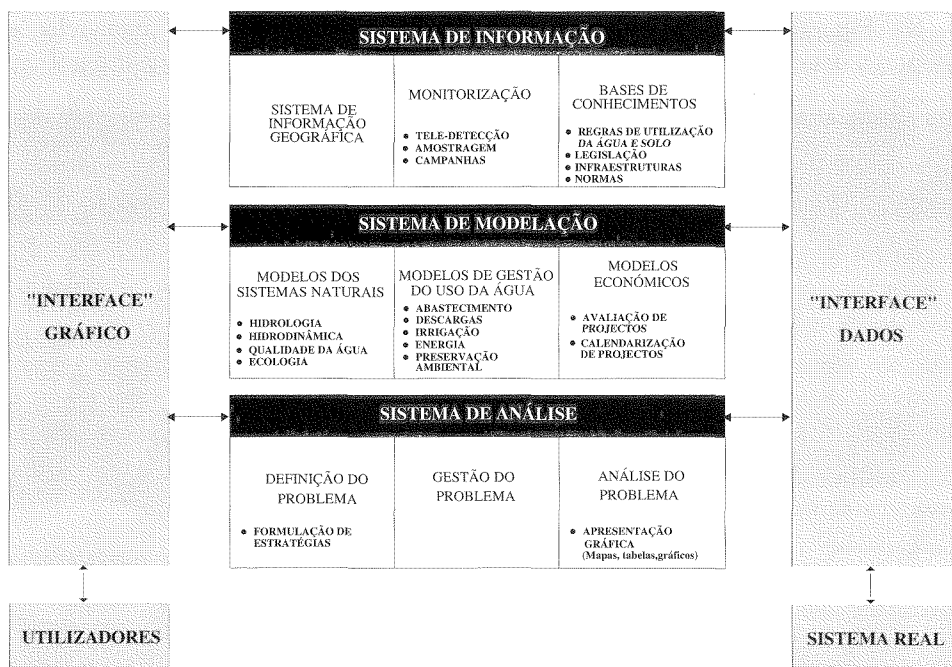 SISTEMA DE INFORMAÇÃO
SISTEMA DE
INFORMAÇÃO
GEOGRÁFICA
MONITORIZAÇÃO
• TELE-DETECÇÃO
• AMOSTRAGEM
• CAMPANHAS
BASES DE
CONHECIMENTOS
• REGRAS DE UTILIZAÇÃO
DA ÁGUA E SOLO
• LEGISLAÇÃO
• INFRAESTRUTURAS
• NORMAS
SISTEMA DE MODELAÇÃO
MODELOS DOS
SISTEMAS NATURAIS
• HIDROLOGIA
• HIDRODINÂMICA
• QUALIDADE DA ÁGUA
• ECOLOGIA
MODELOS DE GESTÃO
DO USO DA ÁGUA
• ABASTECIMENTO
• DESCARGAS
• IRRIGAÇÃO
• ENERGIA
• PRESERVAÇÃO
AMBIENTAL
MODELOS
ECONÓMICOS
• AVALIAÇÃO DE
PROJECTOS
• CALENDARIZAÇÃO
DE PROJECTOS
SISTEMA DE ANÁLISE
DEFINIÇÃO DO
PROBLEMA
• FORMULAÇÃO DE
ESTRATÉGIAS
GESTÃO DO
PROBLEMA
ANÁLISE DO
PROBLEMA
• APRESENTAÇÃO
GRÁFICA
(Mapas, tabelas,gráficos)
"INTERFACE"
GRÁFICO
"INTERFACE"
DADOS
UTILIZADORES
SISTEMA REAL